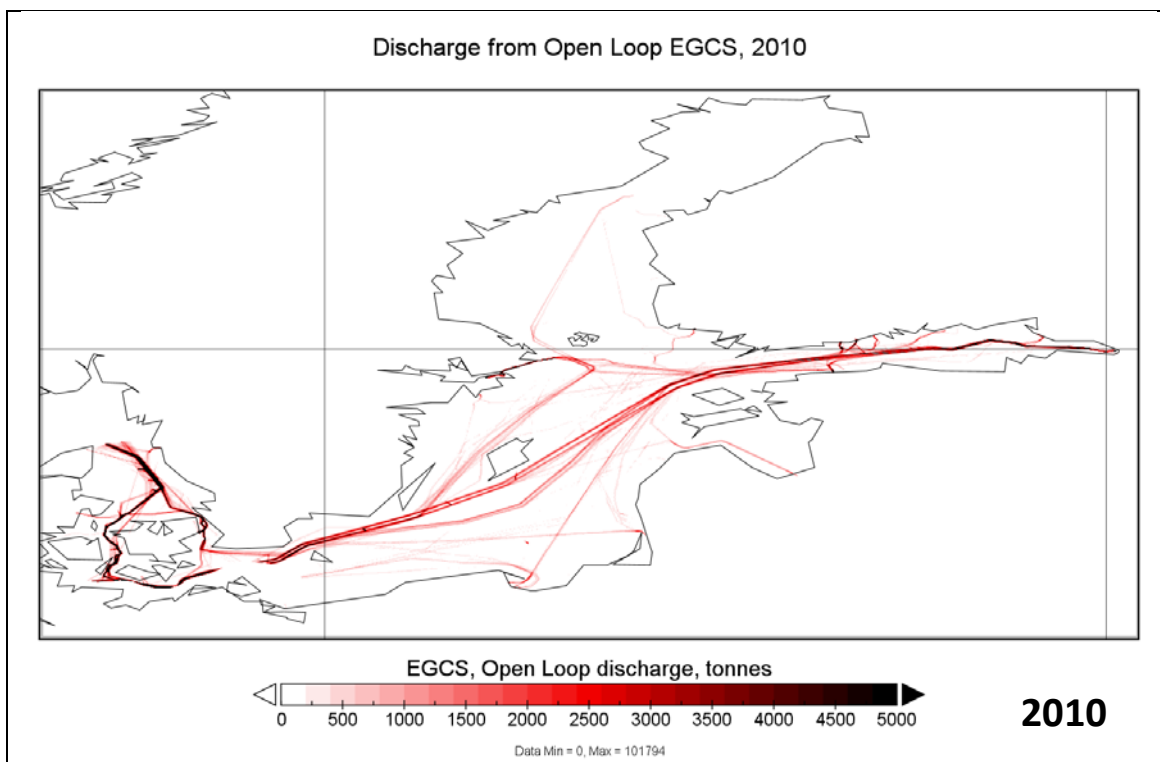 Discharge from Open Loop EGCS, 2010
EGCS, Open Loop discharge, tonnes
0 500 1000 1500 2000 2500 3000 3500 4000 4500 5000
2010
Data Min = 0, Max = 101794